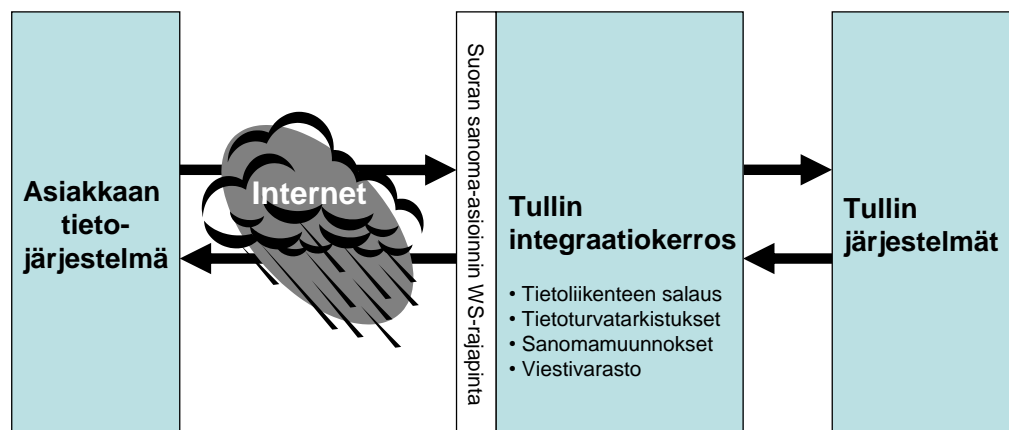 Asiakkaan
tieto-
järjestelmä
Internet
Suoran sanoma-asioinnin WS-rajapinta
Tullin
integraatiokerros
• Tietoliikenteen salaus
• Tietoturvatarkistukset
• Sanomamuunnokset
• Viestivarasto
Tullin
järjestelmät